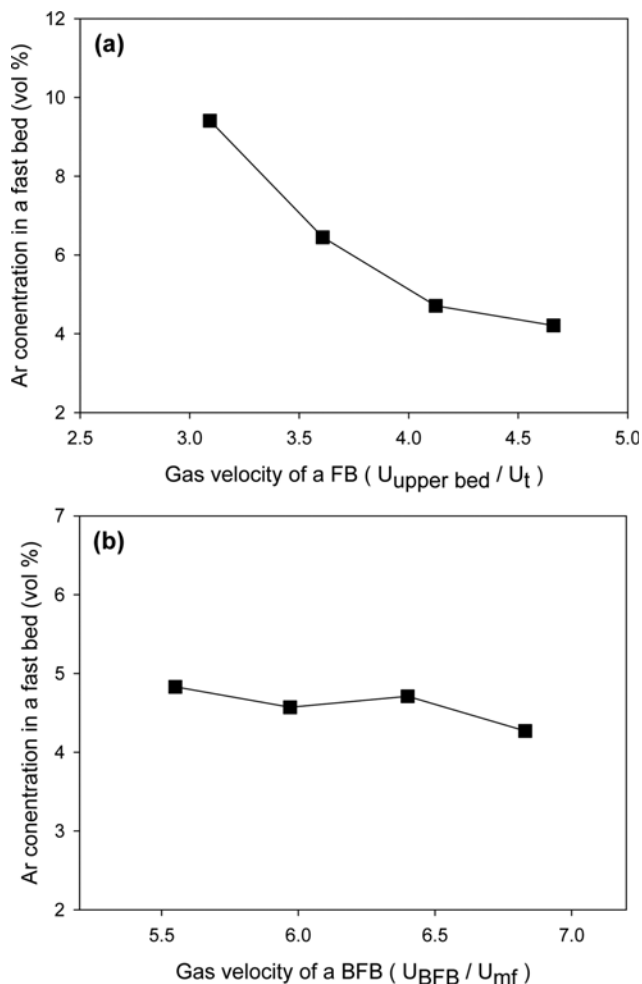 (a)
Ar conentration in a fast bed (vol %)
12
10
8
6
4
2
2.5 3.0 3.5 4.0 4.5 5.0
Gas velocity of a FB ( Uupper bed / Ut )
(b)
Ar conentration in a fast bed (vol %)
7
6
5
4
3
2
5.5 6.0 6.5 7.0
Gas velocity of a BFB ( UBFB / Umf )